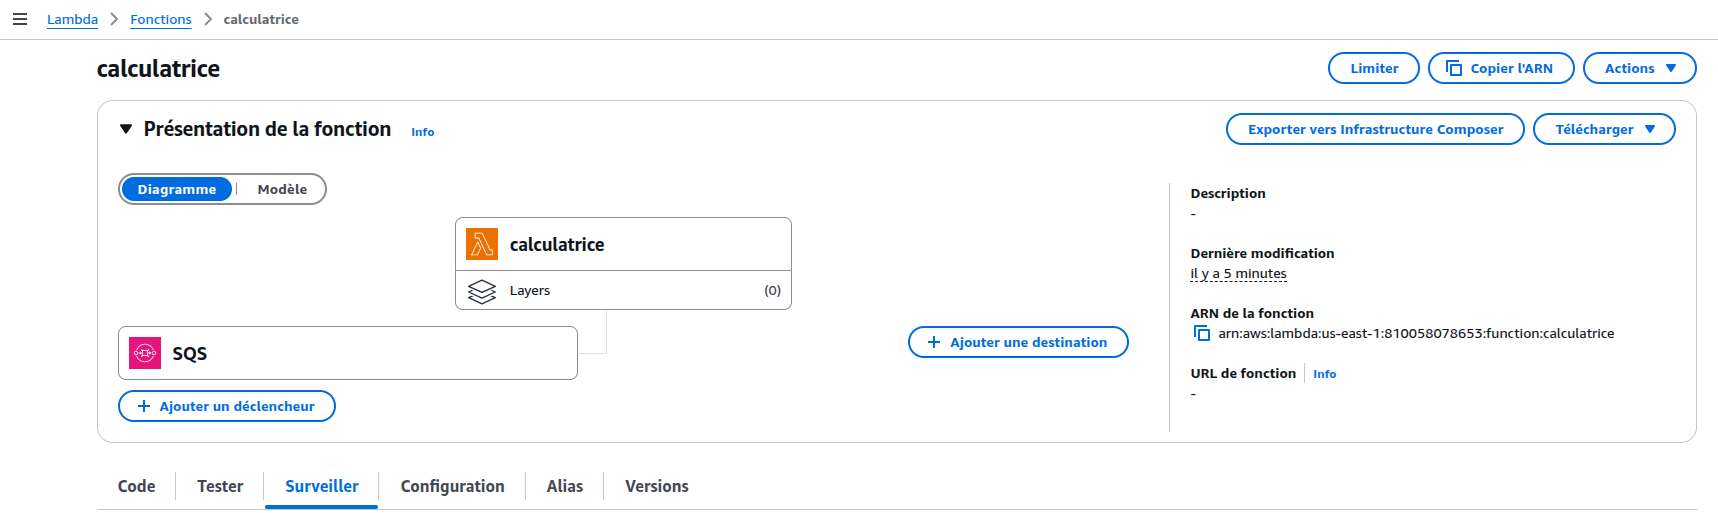 Lambda > Fonctions > calculatrice
calculatrice
Limiter
Copier l'ARN
Actions
Présentation de la fonction Info
Exporter vers Infrastructure Composer
Télécharger
Diagramme | Modèle
calculatrice
Layers (0)
SQS
+ Ajouter un déclencheur
+ Ajouter une destination
Description
-
Dernière modification
il y a 5 minutes
ARN de la fonction
arn:aws:lambda:us-east-1:810058078653:function:calculatrice
URL de fonction | Info
-
Code | Tester | Surveiller | Configuration | Alias | Versions